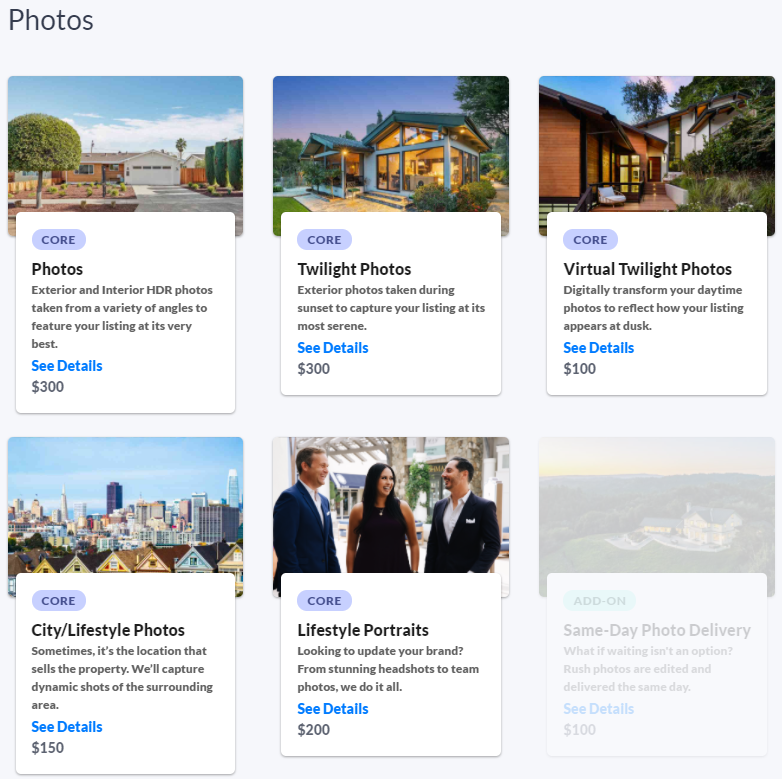 Photos
CORE
Photos
Exterior and Interior HDR photos
taken from a variety of angles to
feature your listing at its very
best.
See Details
$300
CORE
Twilight Photos
Exterior photos taken during
sunset to capture your listing at its
most serene.
See Details
$300
CORE
Virtual Twilight Photos
Digitally transform your daytime
photos to reflect how your listing
appears at dusk.
See Details
$100
CORE
City/Lifestyle Photos
Sometimes, it’s the location that
sells the property. We’ll capture
dynamic shots of the surrounding
area.
See Details
$150
CORE
Lifestyle Portraits
Looking to update your brand?
From stunning headshots to team
photos, we do it all.
See Details
$200
ADD-ON
Same-Day Photo Delivery
What if waiting isn't an option?
Rush photos are edited and
delivered the same day.
See Details
$100